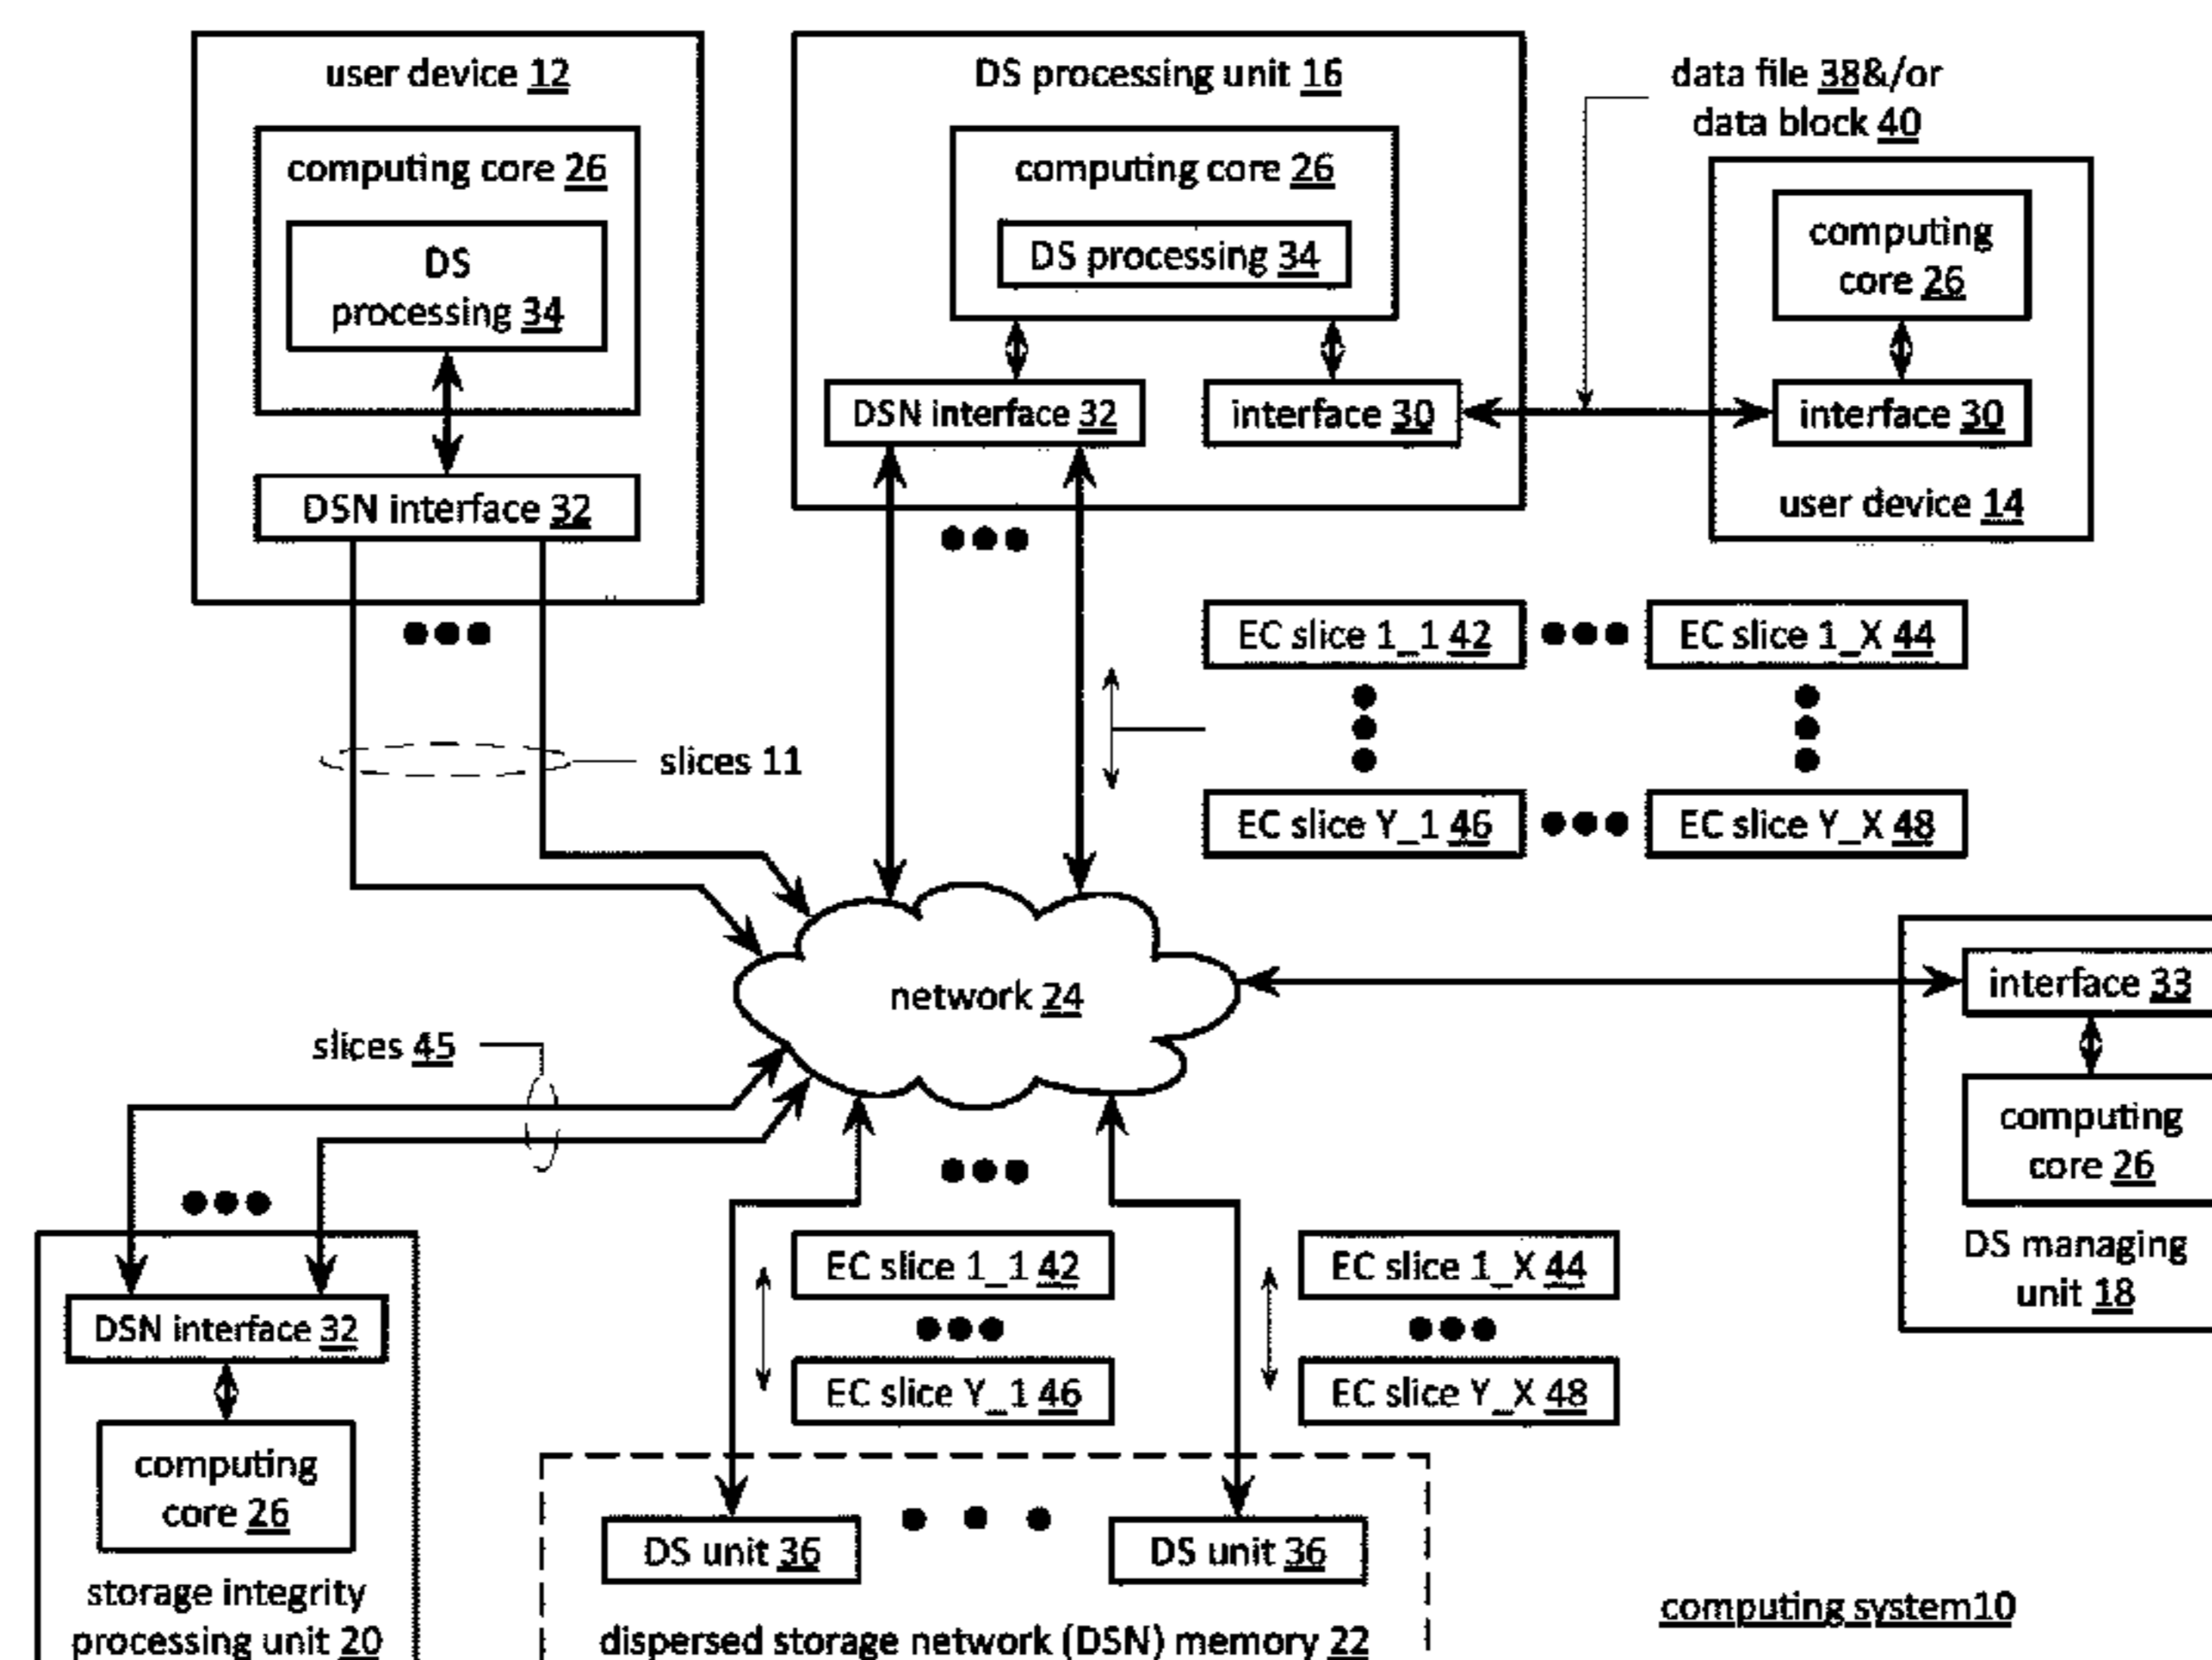 user device 12
computing core 26
DS
processing 34
DSN interface 32
slices 11
DS processing unit 16
computing core 26
DS processing 34
DSN interface 32
interface 30
data file 38&/or
data block 40
computing
core 26
interface 30
user device 14
EC slice 1_1 42
EC slice 1_X 44
EC slice Y_1 46
EC slice Y_X 48
network 24
interface 33
computing
core 26
DS managing
unit 18
slices 45
DSN interface 32
computing
core 26
storage integrity
processing unit 20
EC slice 1_1 42
EC slice 1_X 44
EC slice Y_1 46
EC slice Y_X 48
DS unit 36
DS unit 36
dispersed storage network (DSN) memory 22
computing system10